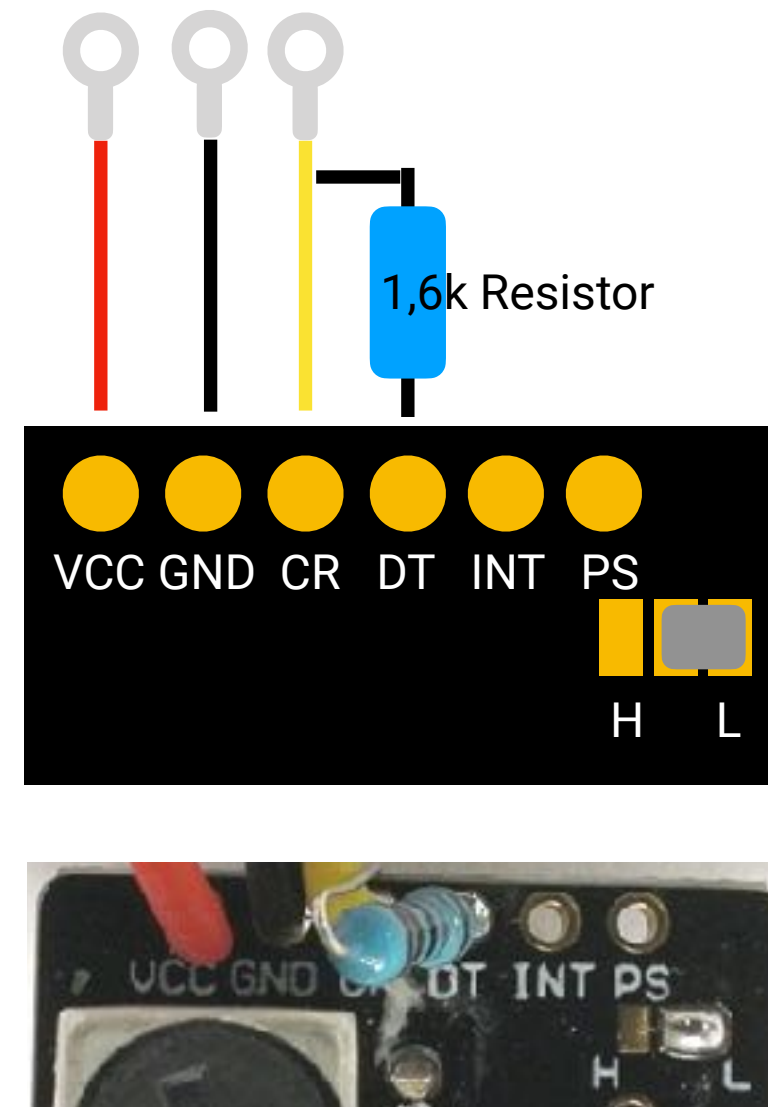 1,6k Resistor
VCC GND CR DT INT PS
H L
VCC GND DT INT PS
H L